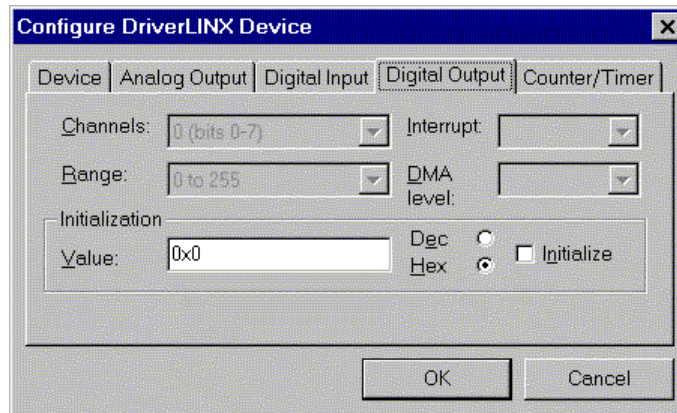 Configure DriverLINX Device
Device Analog Output Digital Input Digital Output Counter/Timer
Channels: 0 (bits 0-7) Interrupt:
Range: 0 to 255 DMA level:
Initialization
Value: 0x0 Dec Hex Initialize
OK Cancel